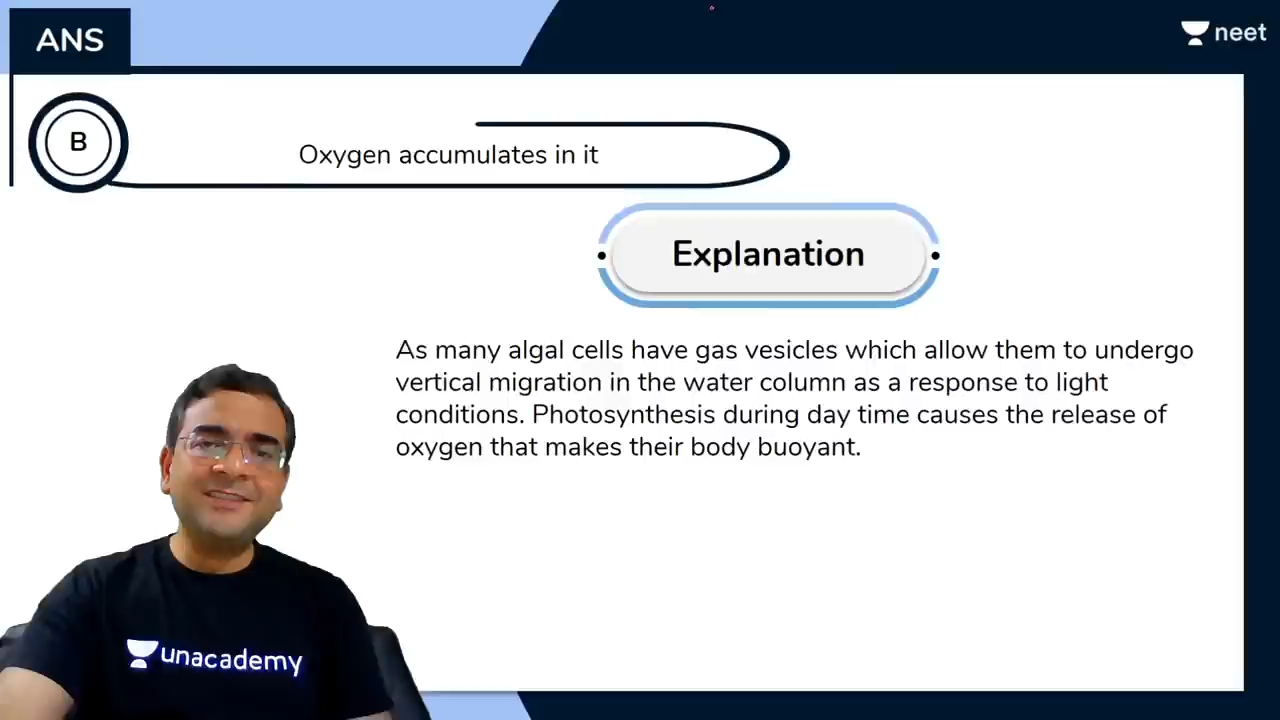 ANS
neet
B
Oxygen accumulates in it
Explanation
As many algal cells have gas vesicles which allow them to undergo
vertical migration in the water column as a response to light
conditions. Photosynthesis during day time causes the release of
oxygen that makes their body buoyant.
unacademy